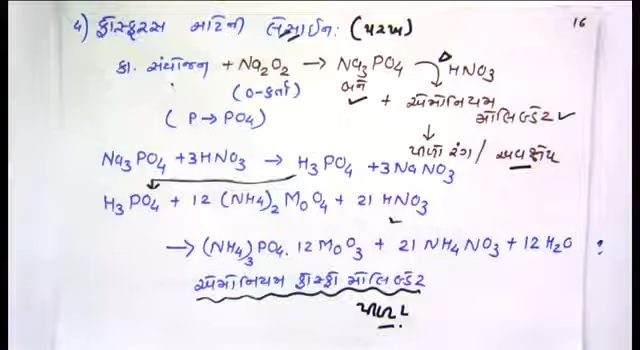 4) ફોસ્ફરસ માટેની લેસાઈન : (પરખ) 16
કા. સંયોજન + Na2O2 → Na3PO4 HNO3
(O-કર્તા) બને + એમોનિયમ
(P → PO4) મોલિબ્ડેટ
પીળો રંગ / અવક્ષેપ
Na3PO4 + 3HNO3 → H3PO4 + 3NaNO3
H3PO4 + 12 (NH4)2 MoO4 + 21 HNO3
→ (NH4)3 PO4. 12 MoO3 + 21 NH4NO3 + 12 H2O
એમોનિયમ ફોસ્ફો મોલિબ્ડેટ